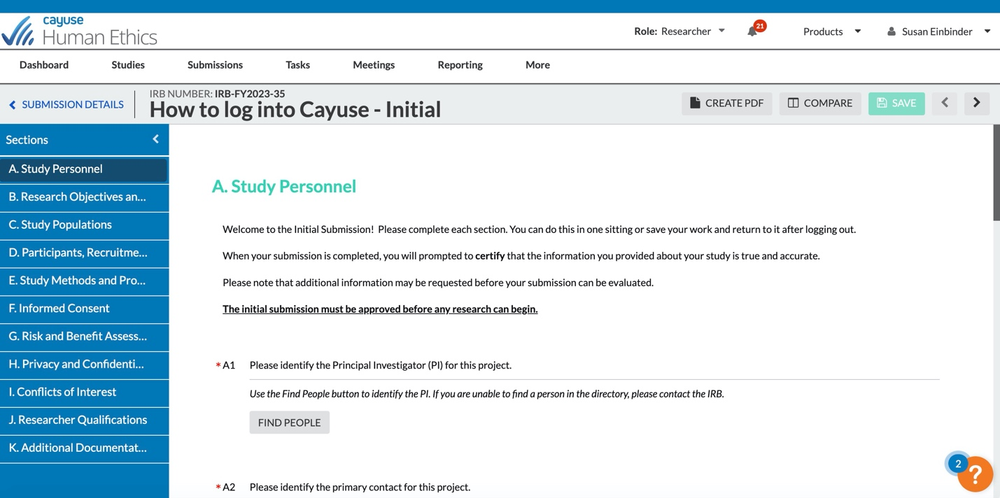 cayuse
Human Ethics
Role: Researcher
21
Products
Susan Einbinder
Dashboard
Studies
Submissions
Tasks
Meetings
Reporting
More
SUBMISSION DETAILS
IRB NUMBER: IRB-FY2023-35
How to log into Cayuse - Initial
CREATE PDF
COMPARE
SAVE
Sections
A. Study Personnel
B. Research Objectives an...
C. Study Populations
D. Participants, Recruitme...
E. Study Methods and Pro...
F. Informed Consent
G. Risk and Benefit Assess...
H. Privacy and Confidenti...
I. Conflicts of Interest
J. Researcher Qualifications
K. Additional Documentat...
A. Study Personnel
Welcome to the Initial Submission! Please complete each section. You can do this in one sitting or save your work and return to it after logging out.
When your submission is completed, you will prompted to certify that the information you provided about your study is true and accurate.
Please note that additional information may be requested before your submission can be evaluated.
The initial submission must be approved before any research can begin.
* A1 Please identify the Principal Investigator (PI) for this project.
Use the Find People button to identify the PI. If you are unable to find a person in the directory, please contact the IRB.
FIND PEOPLE
* A2 Please identify the primary contact for this project.
2
?